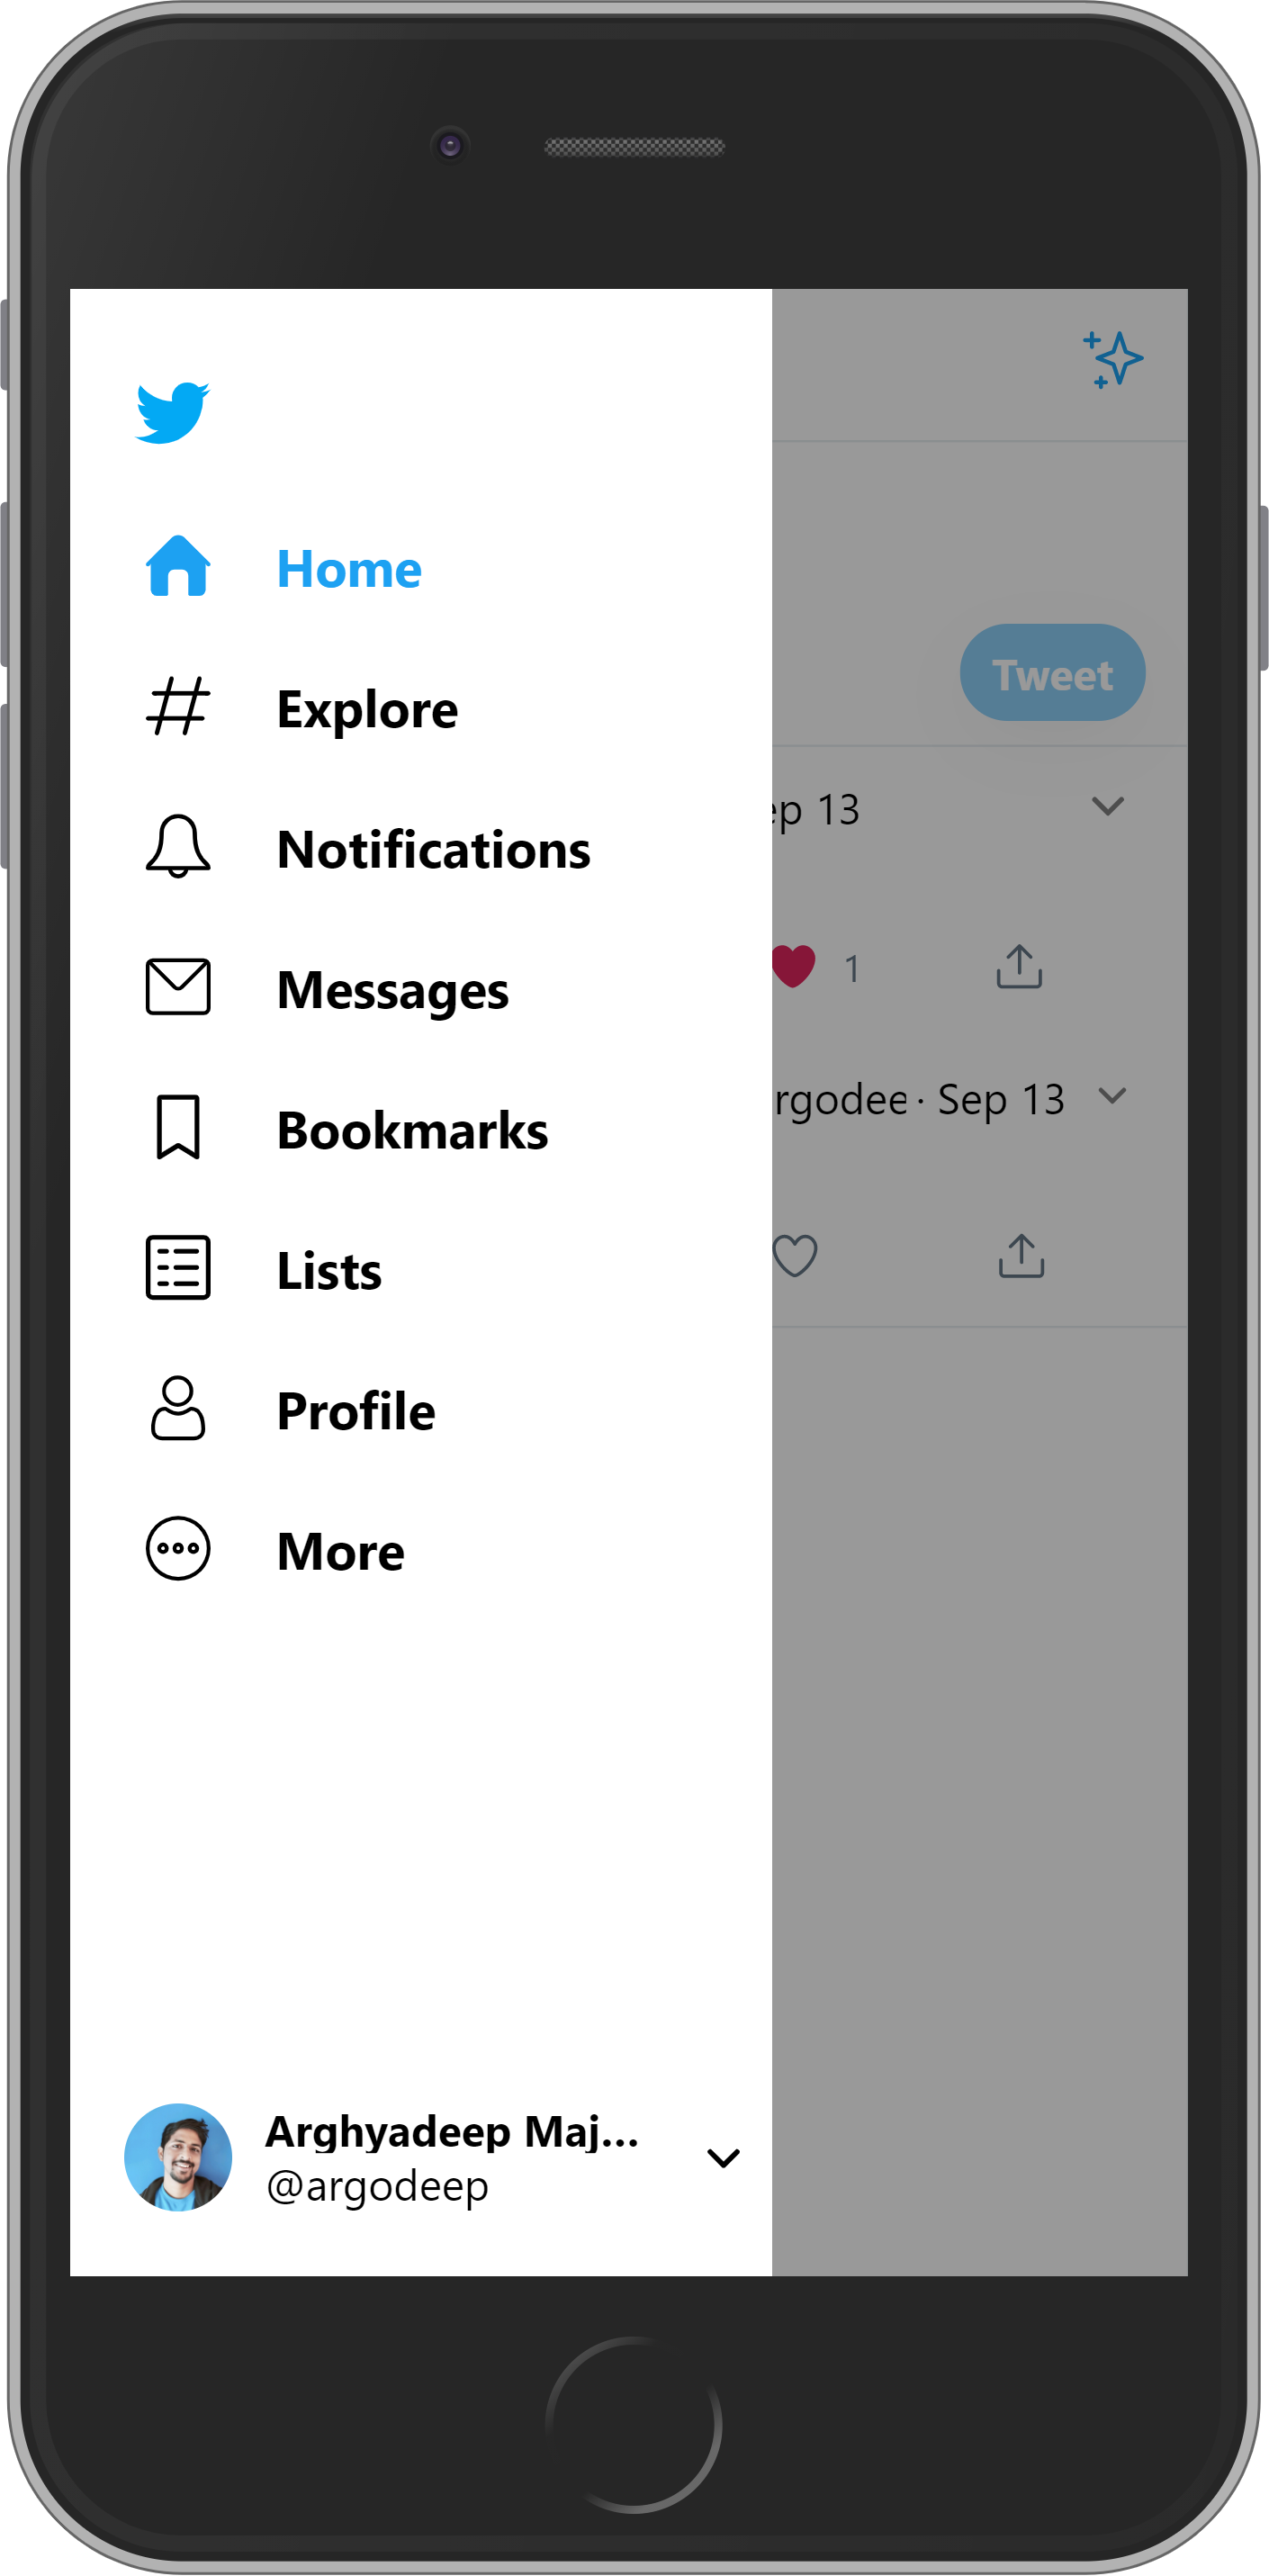 Home
Explore
Notifications
Messages
Bookmarks
Lists
Profile
More
Arghyadeep Maj...
@argodeep
Tweet
ep 13
1
rgodee · Sep 13